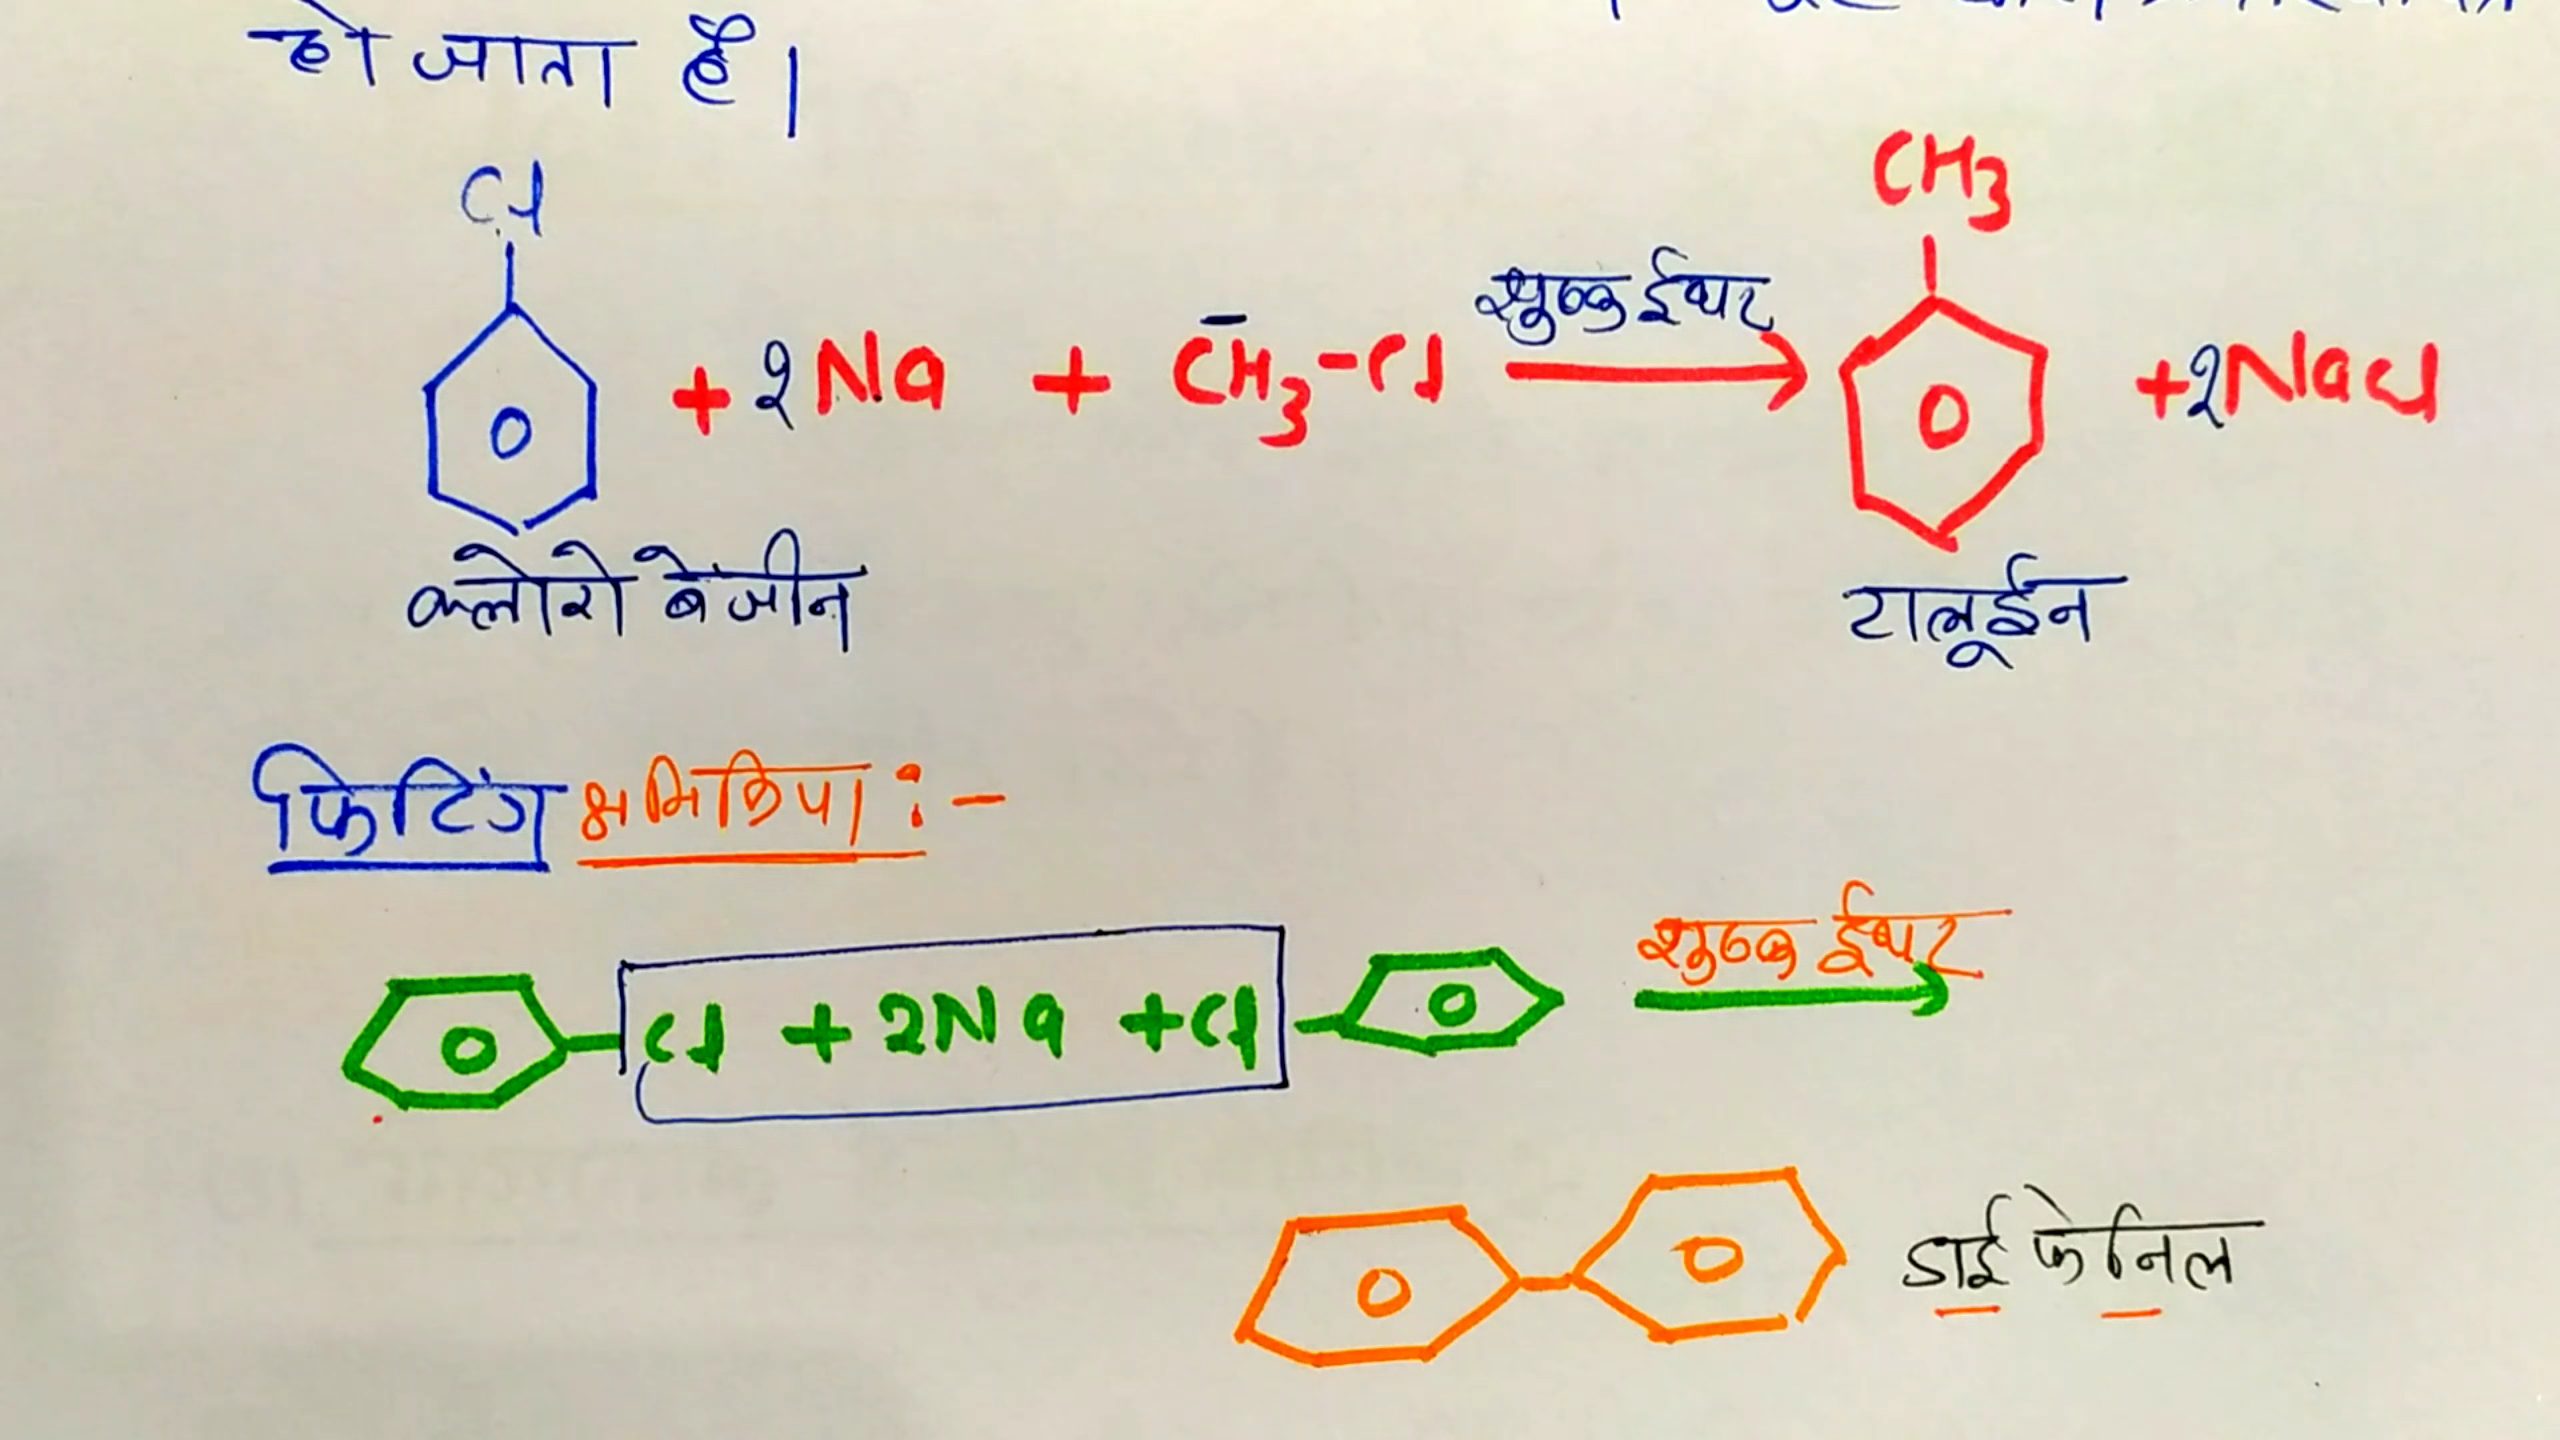 हो जाता है।
Cl
CH3
शुष्क ईथर
+ 2Na + CH3-Cl
+2NaCl
क्लोरो बेंजीन
टालूईन
फिटिंग अभिक्रिया :-
शुष्क ईथर
Cl + 2Na + Cl
डाई फेनिल